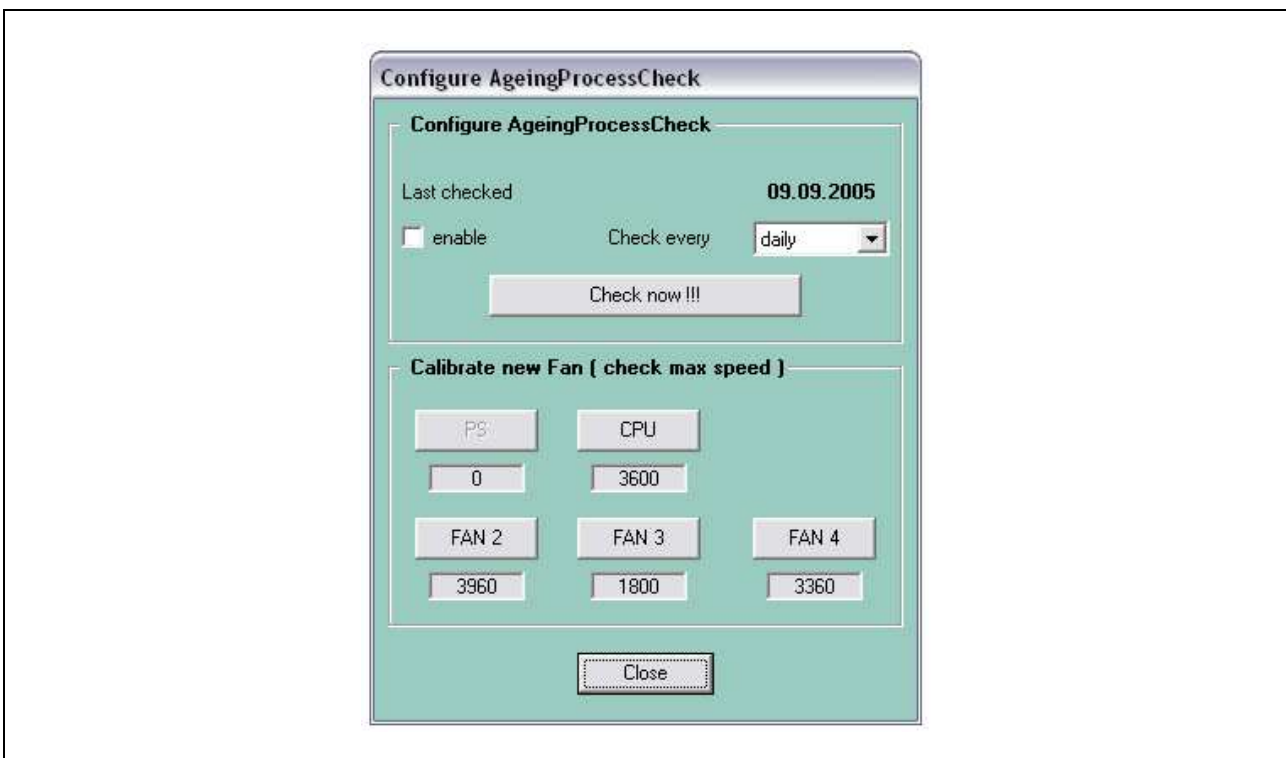 Configure AgeingProcessCheck
Configure AgeingProcessCheck
Last checked 09.09.2005
enable Check every daily
Check now !!!
Calibrate new Fan ( check max speed )
PS CPU
0 3600
FAN 2 FAN 3 FAN 4
3960 1800 3360
Close